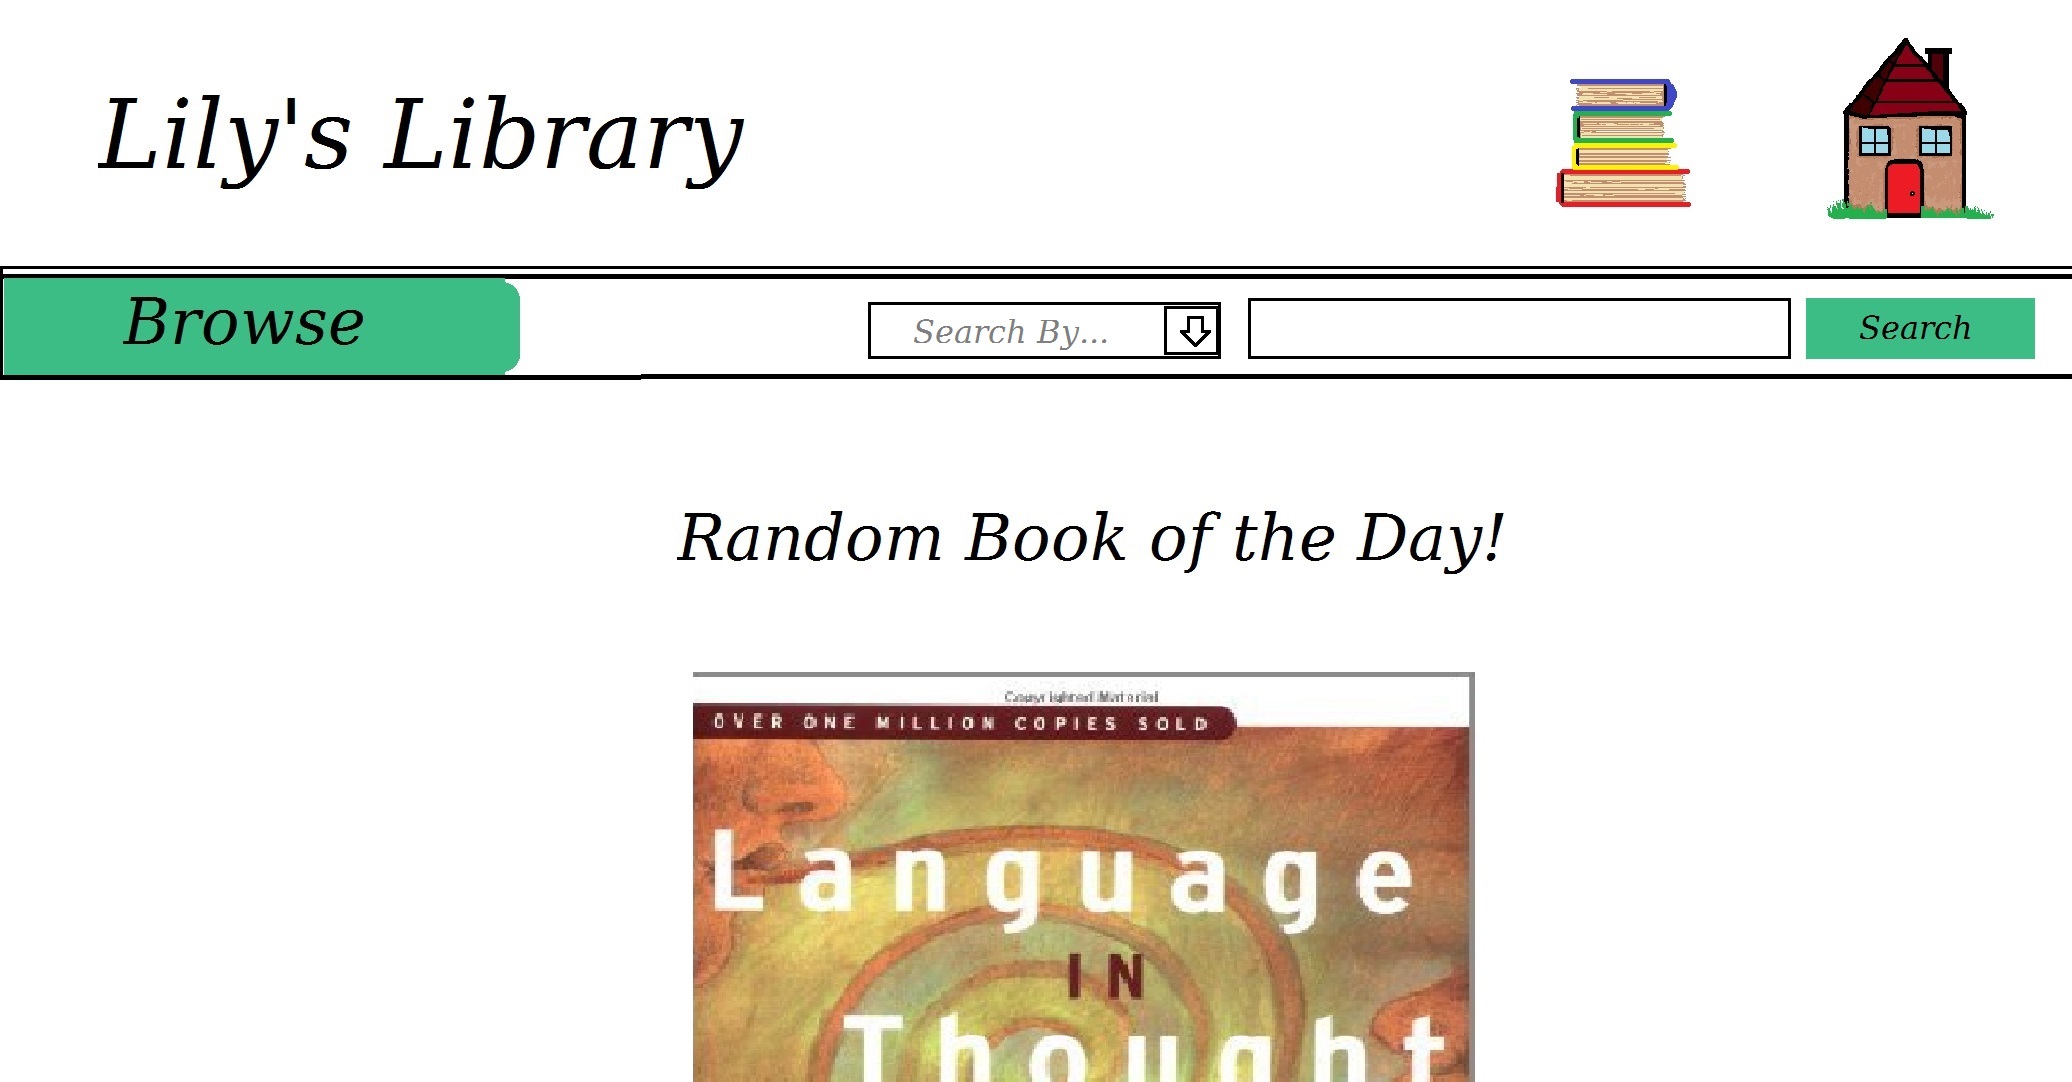 Lily's Library
Browse
Search By...
Search
Random Book of the Day!
Copyrighted Material
OVER ONE MILLION COPIES SOLD
Language
IN
Thought